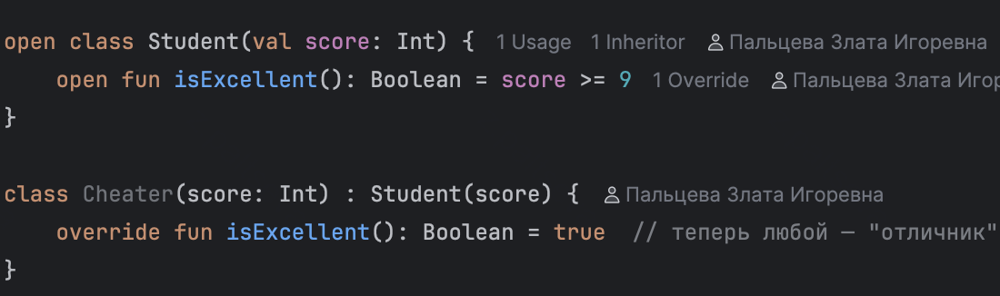 open class Student(val score: Int) { 1 Usage 1 Inheritor Пальцева Злата Игоревна
open fun isExcellent(): Boolean = score >= 9 1 Override Пальцева Злата Игор
}
class Cheater(score: Int) : Student(score) { Пальцева Злата Игоревна
override fun isExcellent(): Boolean = true // теперь любой — "отличник"
}